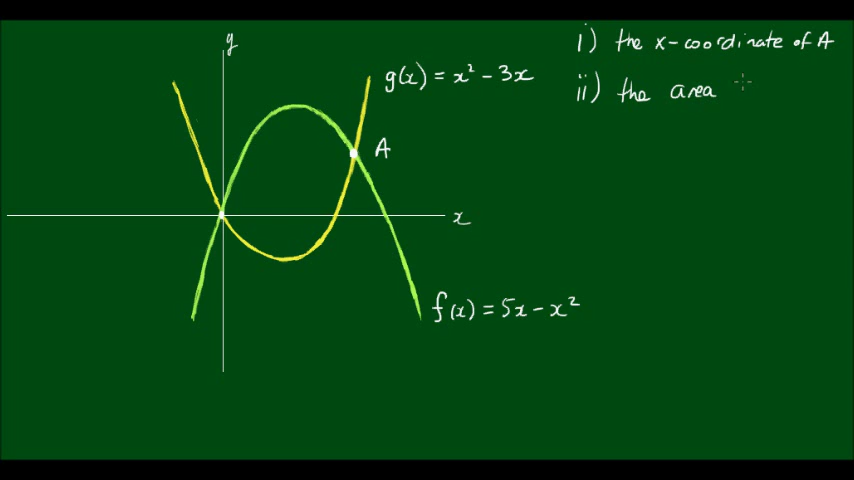 y
i) the x-coordinate of A
g(x) = x² - 3x
ii) the area
A
x
f(x) = 5x - x²